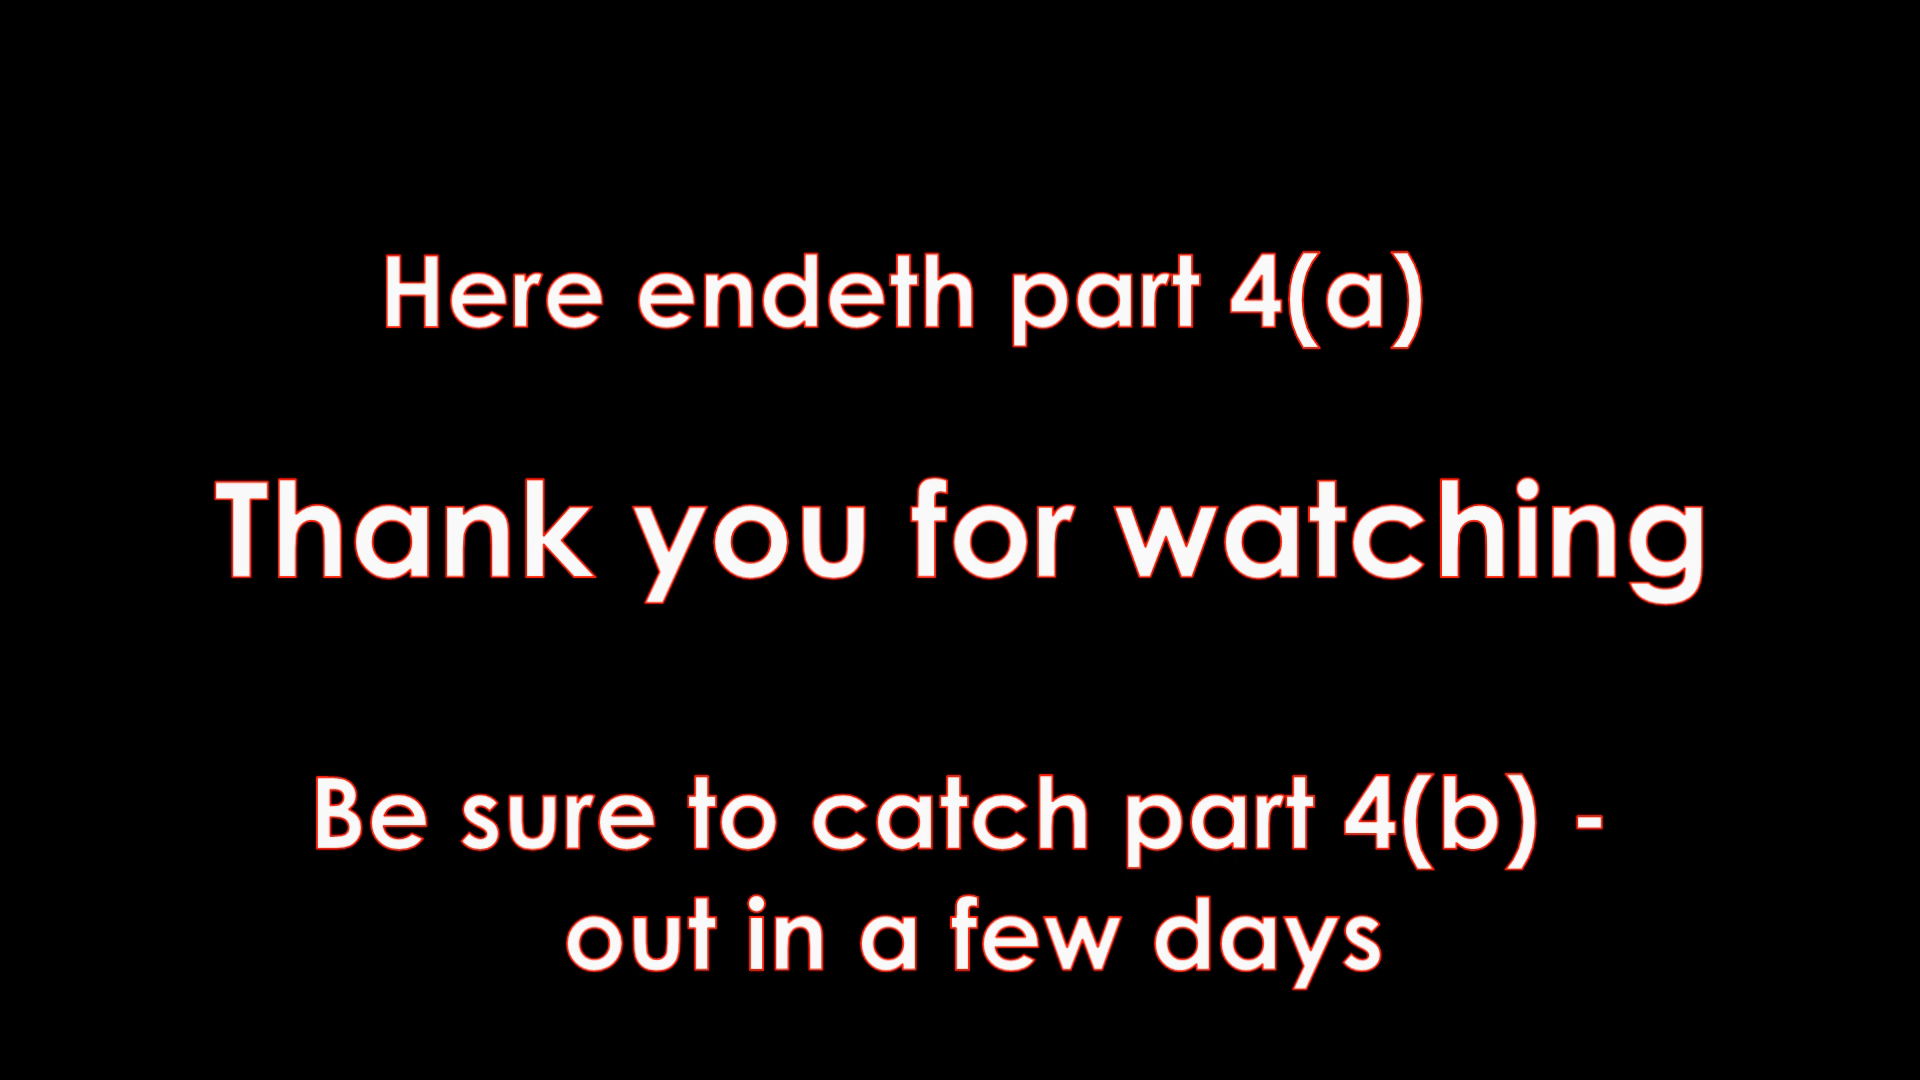 Here endeth part 4(a)
Thank you for watching
Be sure to catch part 4(b) -
out in a few days